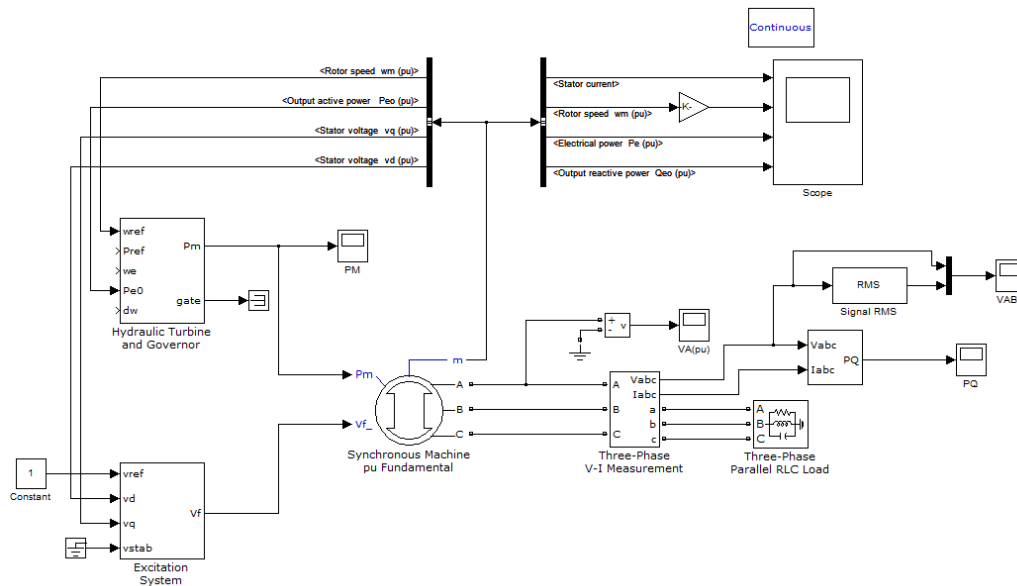 Continuous
<Rotor speed wm (pu)>
<Output active power Peo (pu)>
<Stator voltage vq (pu)>
<Stator voltage vd (pu)>
<Stator current>
<Rotor speed wm (pu)>
-K-
<Electrical power Pe (pu)>
<Output reactive power Qeo (pu)>
Scope
wref
Pref
we
Pe0
dw
Pm
gate
Hydraulic Turbine
and Governor
PM
RMS
Signal RMS
VAB
+
-
v
VA(pu)
Vabc
Iabc
PQ
PQ
m
Pm
Vf_
A
B
C
Synchronous Machine
pu Fundamental
A
B
C
Vabc
Iabc
a
b
c
Three-Phase
V-I Measurement
A
B
C
Three-Phase
Parallel RLC Load
1
Constant
vref
vd
vq
vstab
Vf
Excitation
System